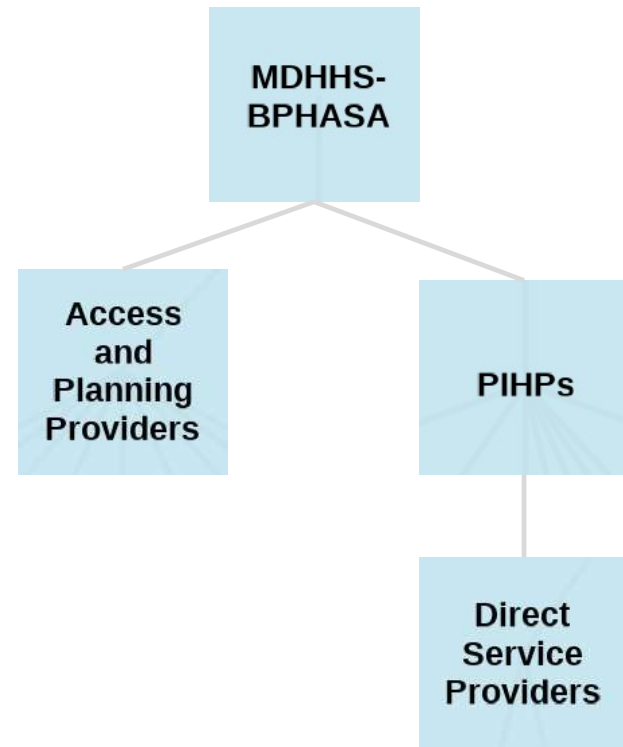 MDHHS-
BPHASA
Access
and
Planning
Providers
PIHPs
Direct
Service
Providers